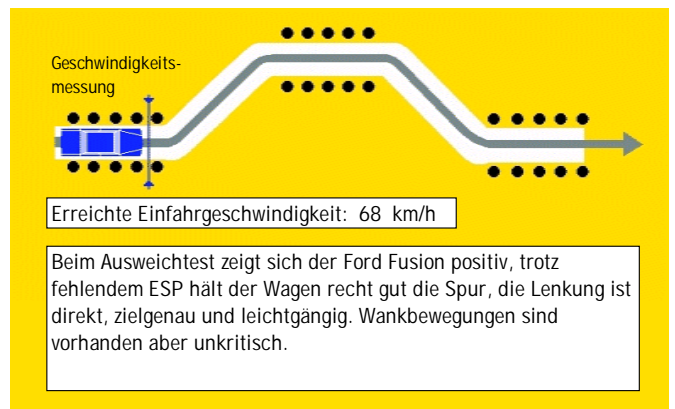 Geschwindigkeits-
messung
Erreichte Einfahrgeschwindigkeit: 68 km/h
Beim Ausweichtest zeigt sich der Ford Fusion positiv, trotz
fehlendem ESP hält der Wagen recht gut die Spur, die Lenkung ist
direkt, zielgenau und leichtgängig. Wankbewegungen sind
vorhanden aber unkritisch.